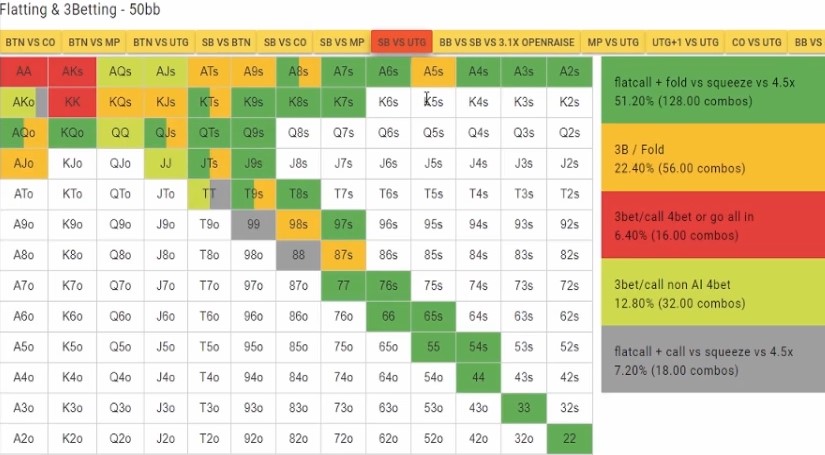 Flatting & 3Betting - 50bb
BTN VS CO BTN VS MP BTN VS UTG SB VS BTN SB VS CO SB VS MP SB VS UTG BB VS SB VS 3.1X OPENRAISE MP VS UTG UTG+1 VS UTG CO VS UTG BB VS
AA AKs AQs AJs ATs A9s A8s A7s A6s A5s A4s A3s A2s
AKo KK KQs KJs KTs K9s K8s K7s K6s K5s K4s K3s K2s
AQo KQo QQ QJs QTs Q9s Q8s Q7s Q6s Q5s Q4s Q3s Q2s
AJo KJo QJo JJ JTs J9s J8s J7s J6s J5s J4s J3s J2s
ATo KTo QTo JTo TT T9s T8s T7s T6s T5s T4s T3s T2s
A9o K9o Q9o J9o T9o 99 98s 97s 96s 95s 94s 93s 92s
A8o K8o Q8o J8o T8o 98o 88 87s 86s 85s 84s 83s 82s
A7o K7o Q7o J7o T7o 97o 87o 77 76s 75s 74s 73s 72s
A6o K6o Q6o J6o T6o 96o 86o 76o 66 65s 64s 63s 62s
A5o K5o Q5o J5o T5o 95o 85o 75o 65o 55 54s 53s 52s
A4o K4o Q4o J4o T4o 94o 84o 74o 64o 54o 44 43s 42s
A3o K3o Q3o J3o T3o 93o 83o 73o 63o 53o 43o 33 32s
A2o K2o Q2o J2o T2o 92o 82o 72o 62o 52o 42o 32o 22
flatcall + fold vs squeeze vs 4.5x
51.20% (128.00 combos)
3B / Fold
22.40% (56.00 combos)
3bet/call 4bet or go all in
6.40% (16.00 combos)
3bet/call non AI 4bet
12.80% (32.00 combos)
flatcall + call vs squeeze vs 4.5x
7.20% (18.00 combos)